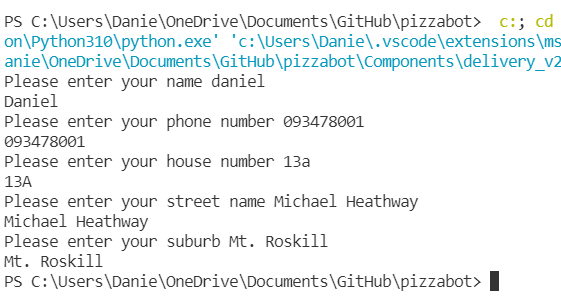 PS C:\Users\Danie\OneDrive\Documents\GitHub\pizzabot>  c:; cd
on\Python310\python.exe' 'c:\Users\Danie\.vscode\extensions\ms
anie\OneDrive\Documents\GitHub\pizzabot\Components\delivery_v2
Please enter your name daniel
Daniel
Please enter your phone number 093478001
093478001
Please enter your house number 13a
13A
Please enter your street name Michael Heathway
Michael Heathway
Please enter your suburb Mt. Roskill
Mt. Roskill
PS C:\Users\Danie\OneDrive\Documents\GitHub\pizzabot>